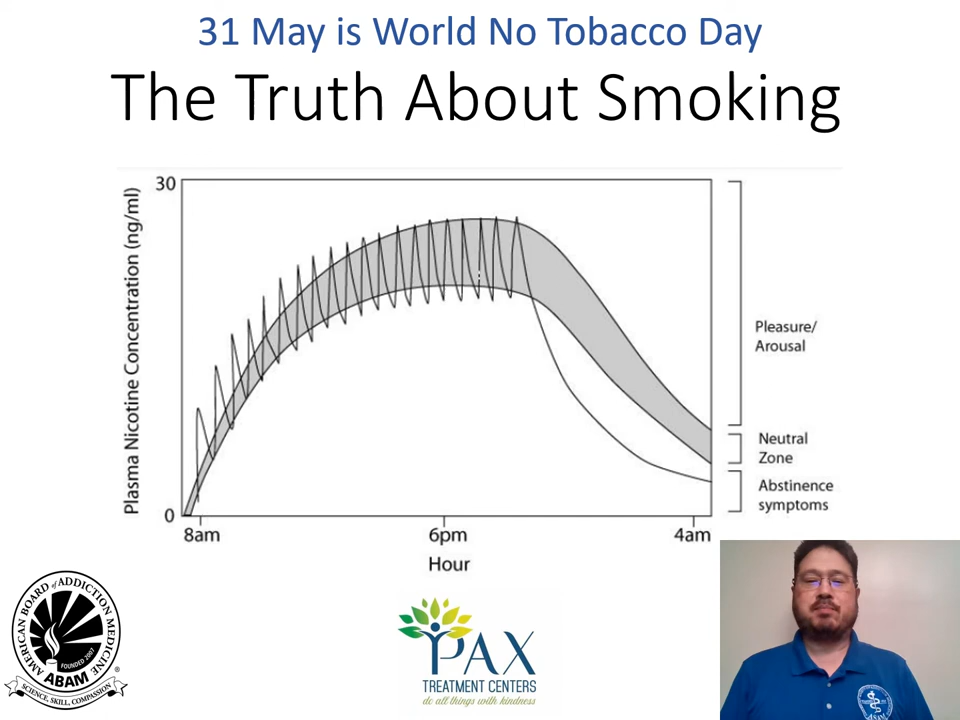 31 May is World No Tobacco Day
The Truth About Smoking
30
Plasma Nicotine Concentration (ng/ml)
Pleasure/
Arousal
Neutral
Zone
Abstinence
symptoms
0
8am
6pm
4am
Hour
AMERICAN BOARD of ADDICTION MEDICINE
FOUNDED 2007
ABAM
®
SCIENCE, SKILL, COMPASSION
PAX
TREATMENT CENTERS
do all things with kindness